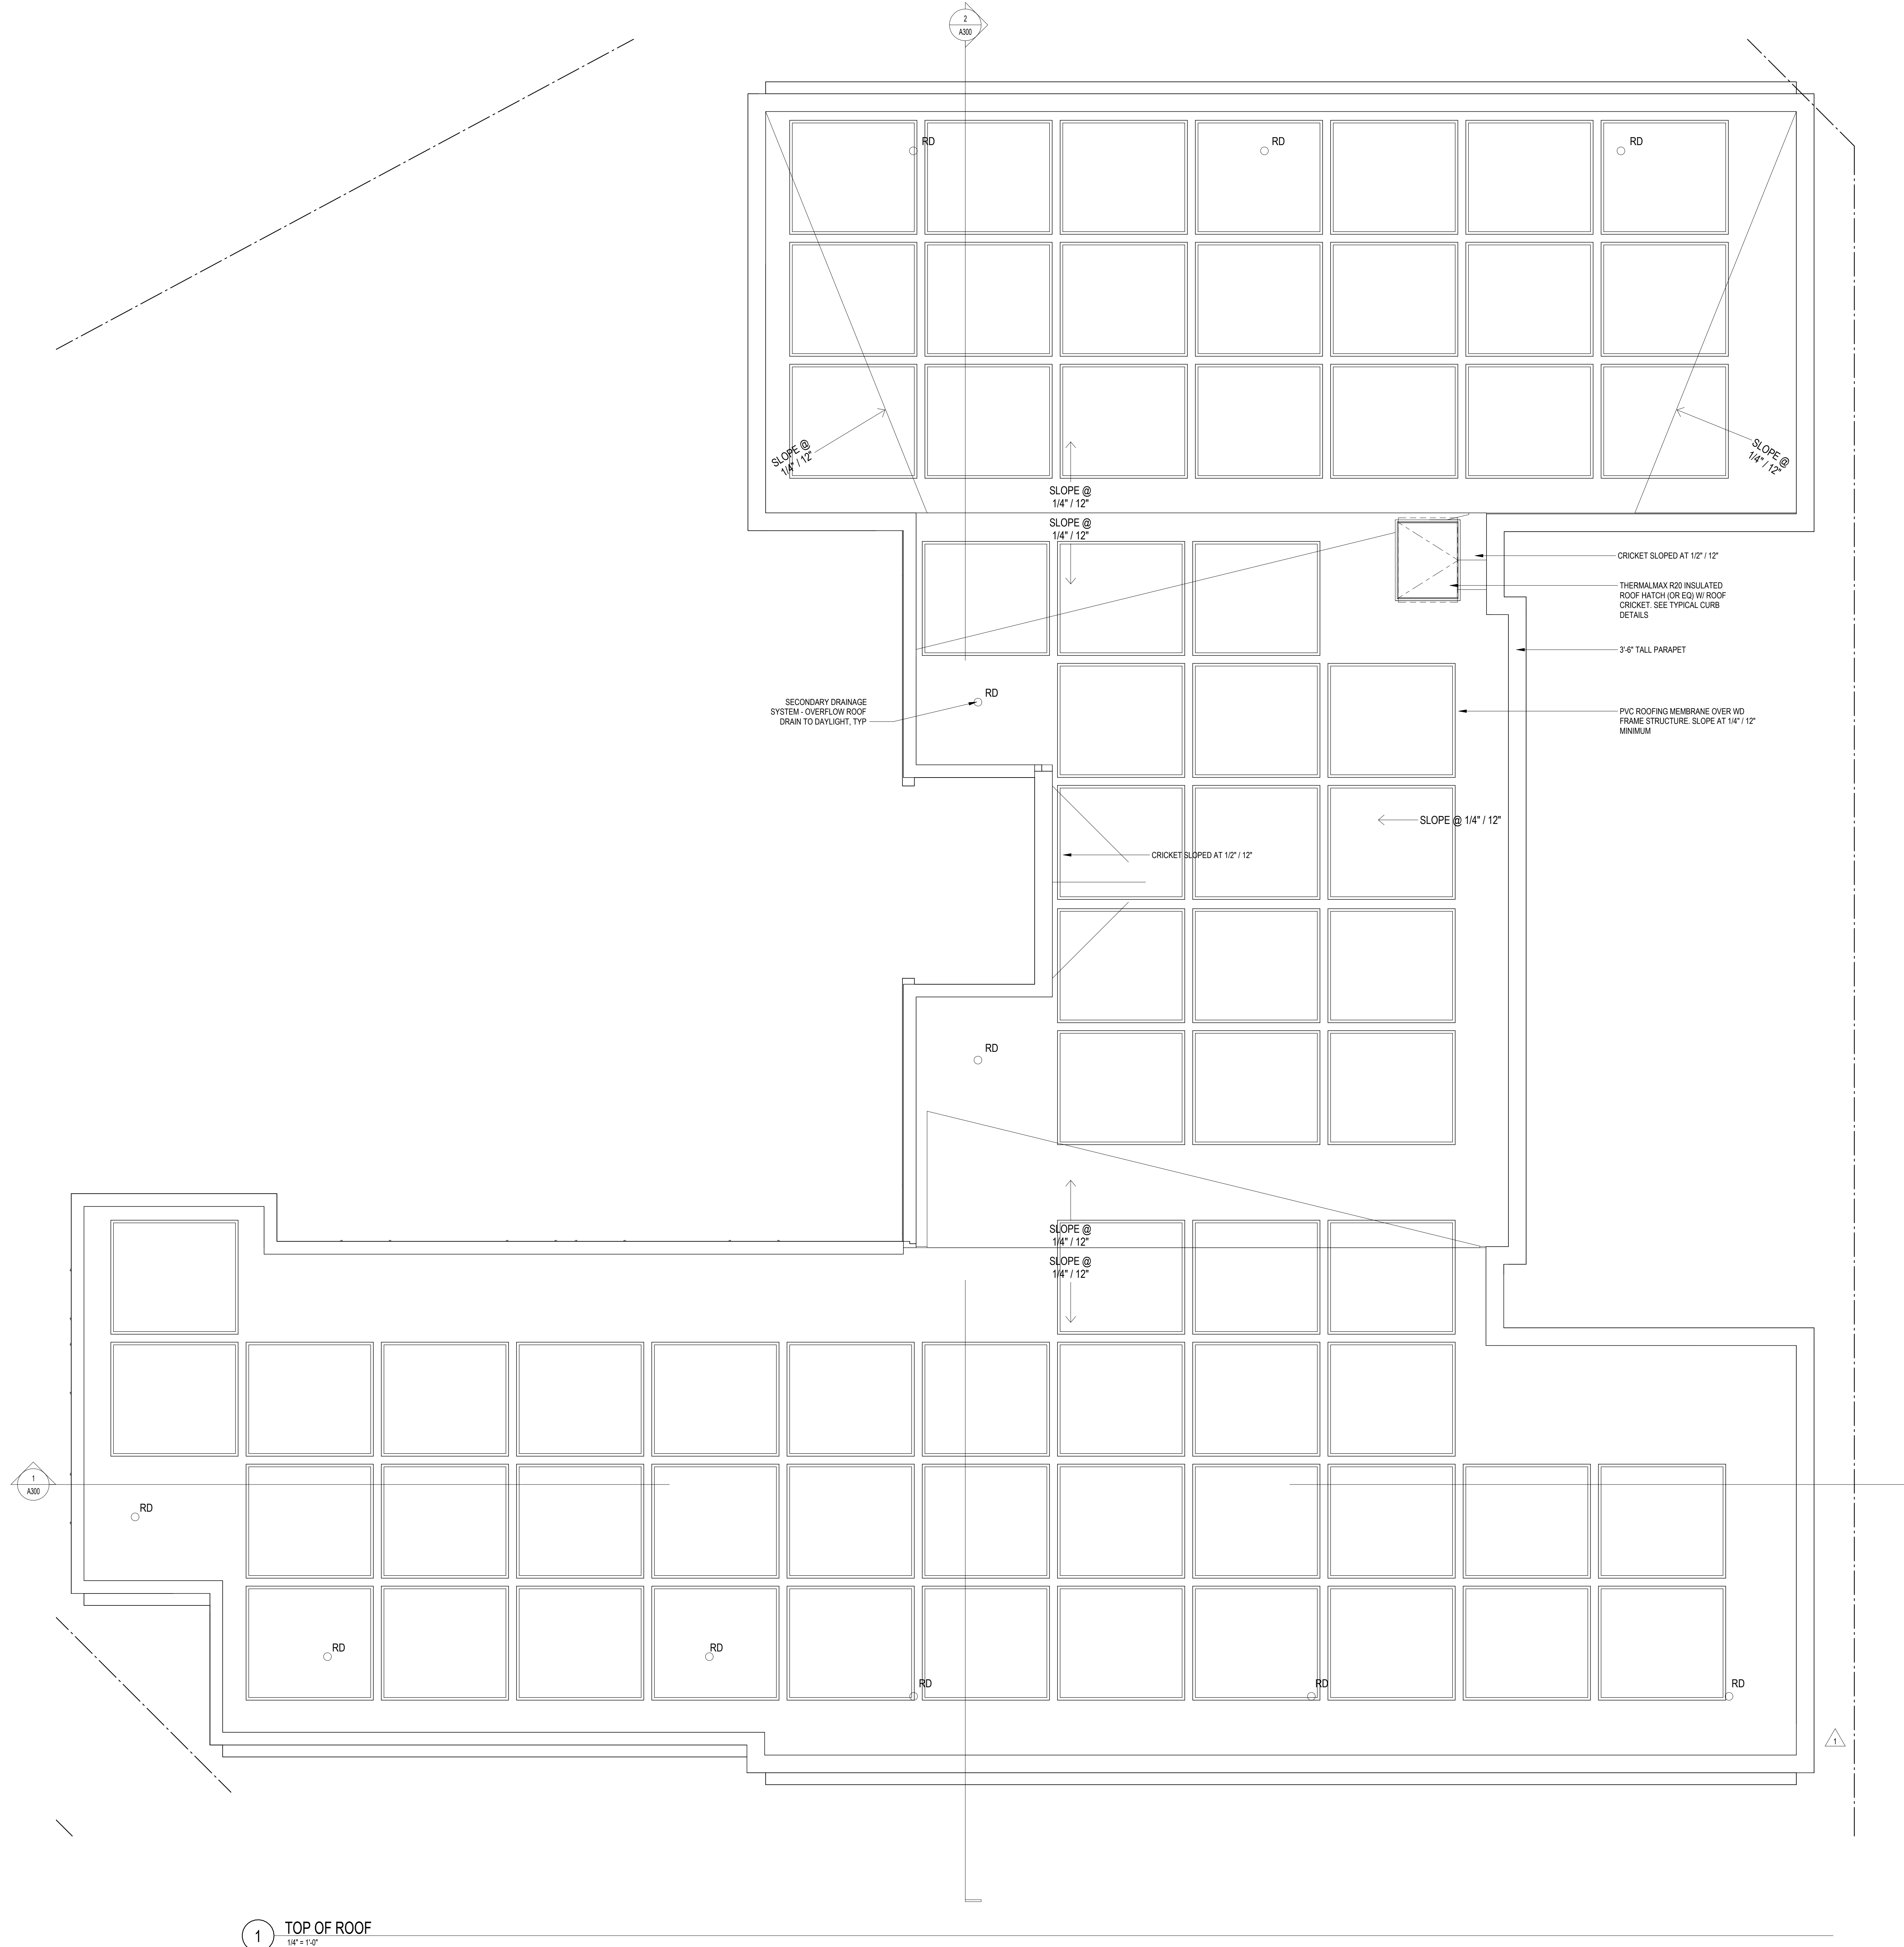 2
A300
RD
RD
RD
SLOPE @
1/4" / 12"
SLOPE @
1/4" / 12"
SLOPE @
1/4" / 12"
SLOPE @
1/4" / 12"
CRICKET SLOPED AT 1/2" / 12"
THERMALMAX R20 INSULATED
ROOF HATCH (OR EQ) W/ ROOF
CRICKET. SEE TYPICAL CURB
DETAILS
3'-6" TALL PARAPET
RD
SECONDARY DRAINAGE
SYSTEM - OVERFLOW ROOF
DRAIN TO DAYLIGHT, TYP
PVC ROOFING MEMBRANE OVER WD
FRAME STRUCTURE. SLOPE AT 1/4" / 12"
MINIMUM
SLOPE @ 1/4" / 12"
CRICKET SLOPED AT 1/2" / 12"
RD
SLOPE @
1/4" / 12"
SLOPE @
1/4" / 12"
1
A300
RD
RD
RD
RD
RD
RD
1
1
TOP OF ROOF
1/4" = 1'-0"